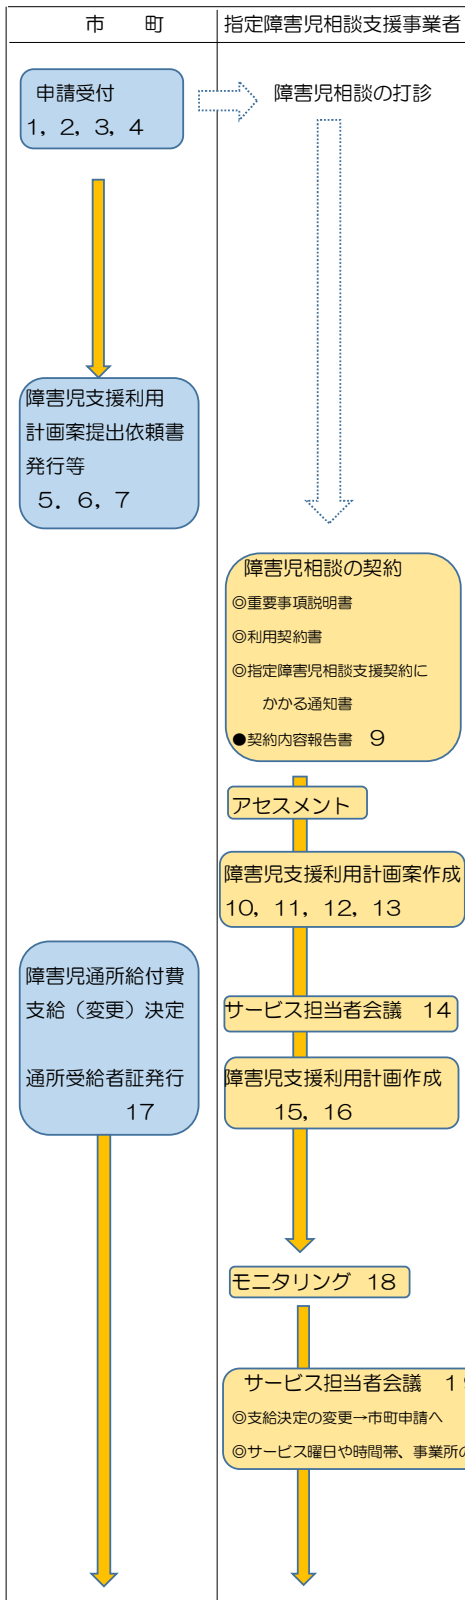 市　町
指定障害児相談支援事業者
申請受付
1，2，3，4
障害児相談の打診
障害児支援利用
計画案提出依頼書
発行等
5．6，7
障害児相談の契約
◎重要事項説明書
◎利用契約書
◎指定障害児相談支援契約に
かかる通知書
●契約内容報告書　9
アセスメント
障害児支援利用計画案作成
10，11，12，13
障害児通所給付費
支給（変更）決定
通所受給者証発行
17
サービス担当者会議　14
障害児支援利用計画作成
15，16
モニタリング　18
サービス担当者会議　1
◎支給決定の変更→市町申請へ
◎サービス曜日や時間帯、事業所の